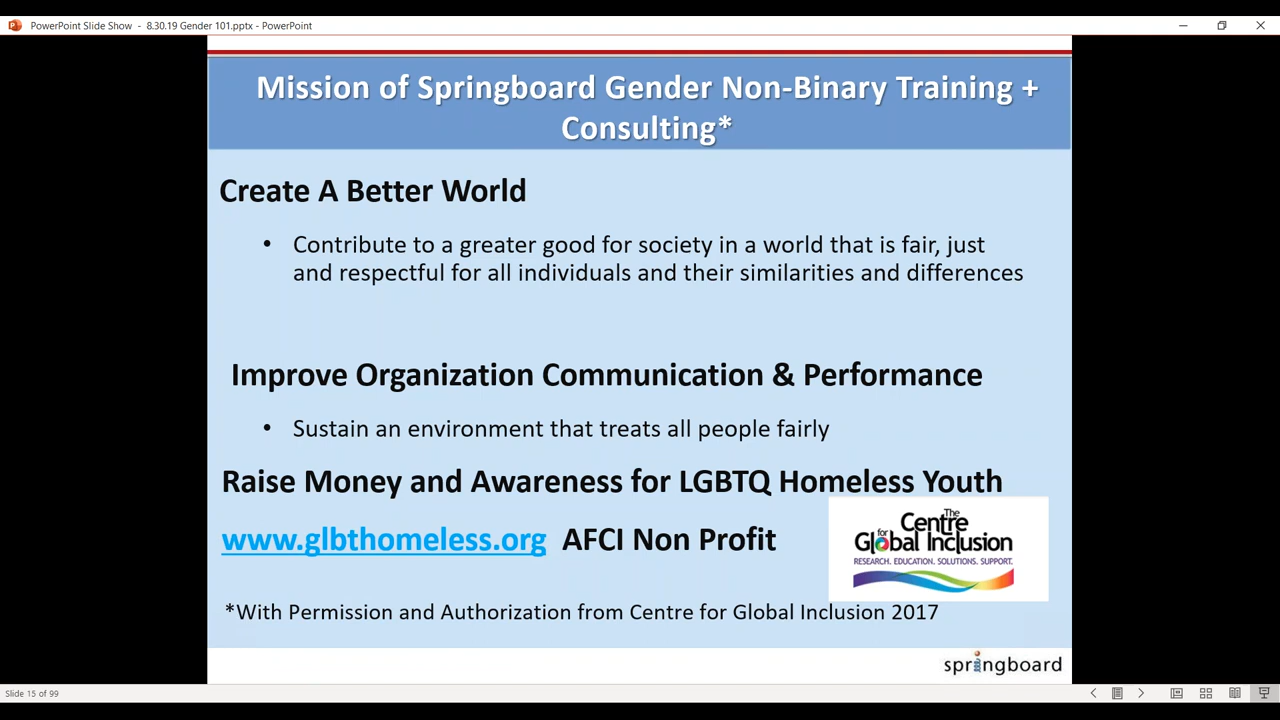 PowerPoint Slide Show - 8.30.19 Gender 101.pptx - PowerPoint
Mission of Springboard Gender Non-Binary Training +
Consulting*
Create A Better World
• Contribute to a greater good for society in a world that is fair, just
and respectful for all individuals and their similarities and differences
Improve Organization Communication & Performance
• Sustain an environment that treats all people fairly
Raise Money and Awareness for LGBTQ Homeless Youth
www.glbthomeless.org AFCI Non Profit
The
Centre
for
Global Inclusion
RESEARCH. EDUCATION. SOLUTIONS. SUPPORT.
*With Permission and Authorization from Centre for Global Inclusion 2017
springboard
Slide 15 of 99